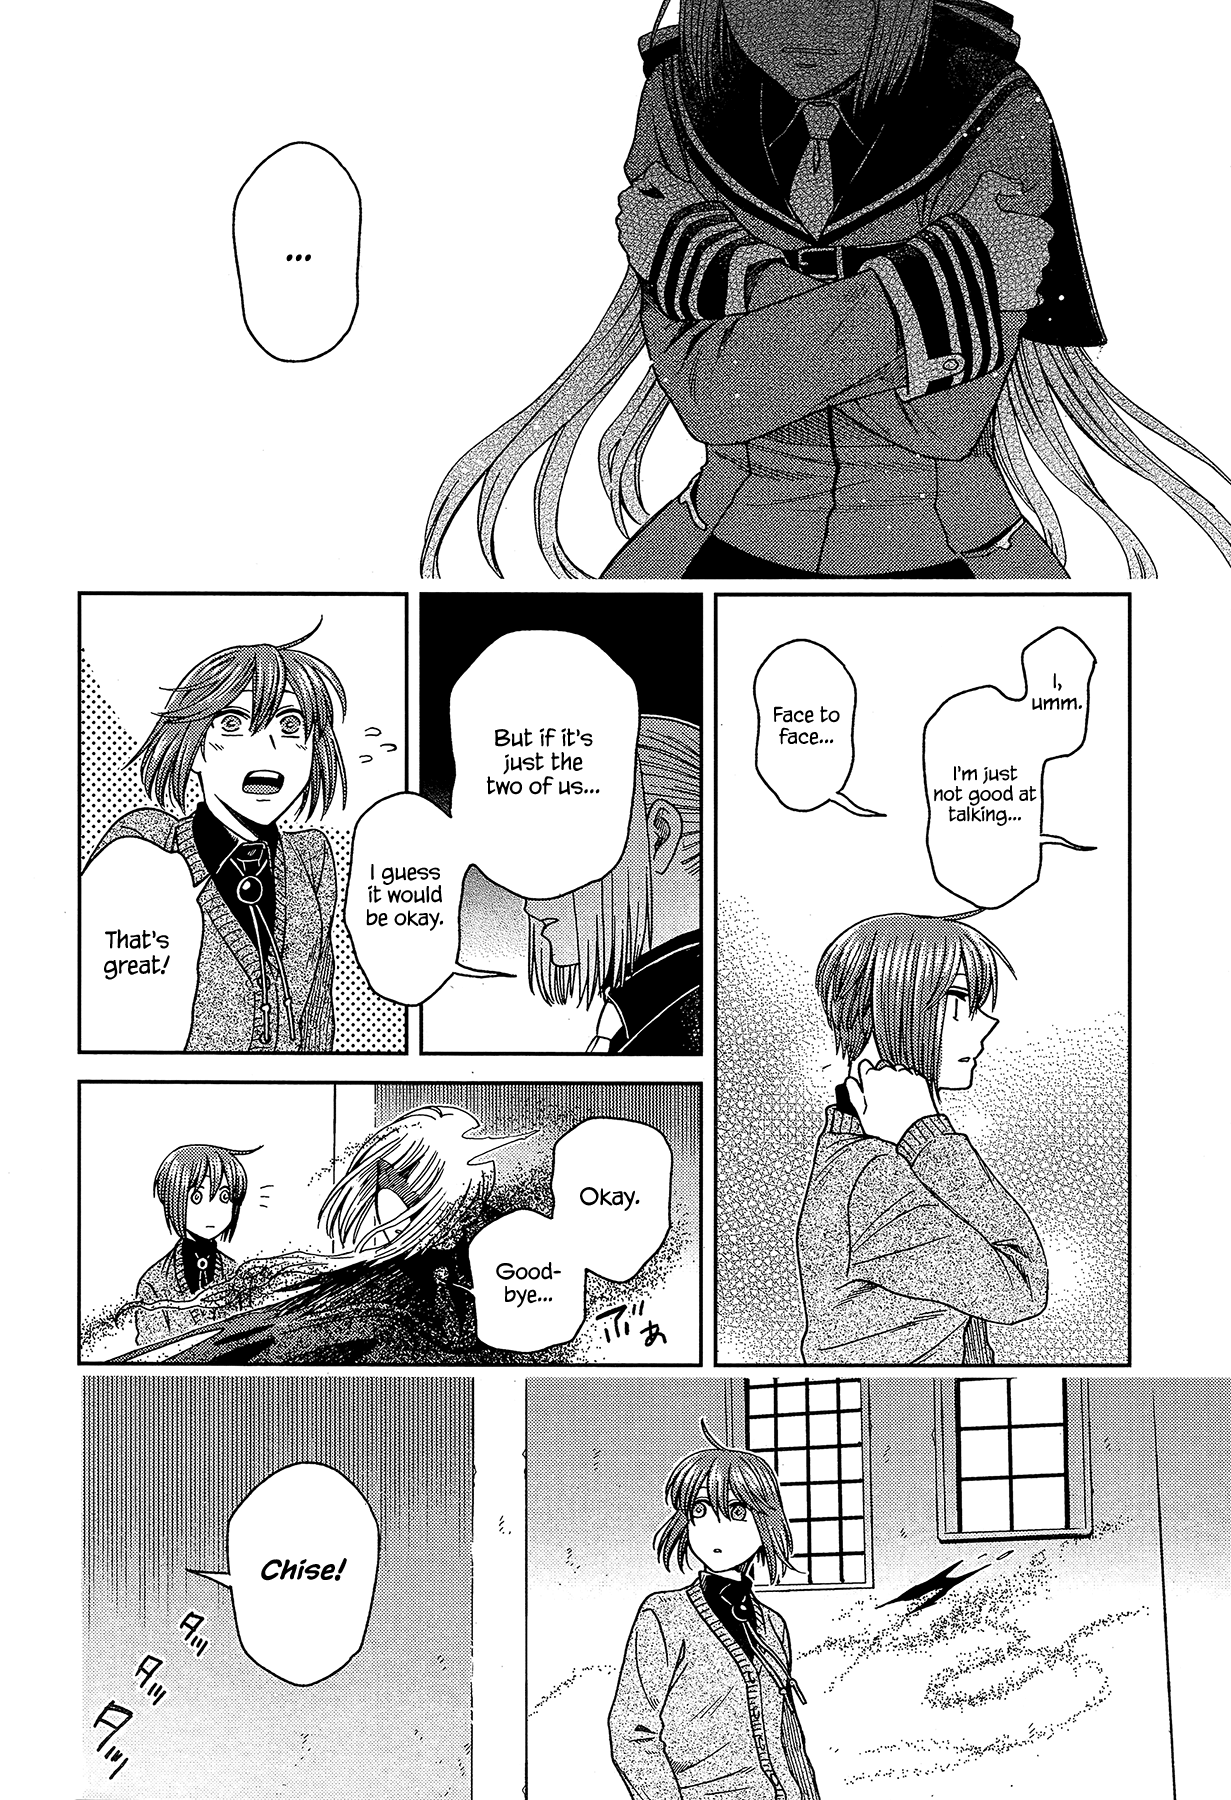 ...
I,
umm.
I'm just
not good at
talking...
Face to
face...
But if it's
just the
two of us...
I guess
it would
be okay.
That's
great!
Okay.
Good-
bye...
ぶあ
Chise!
タッ
タッ
タッ